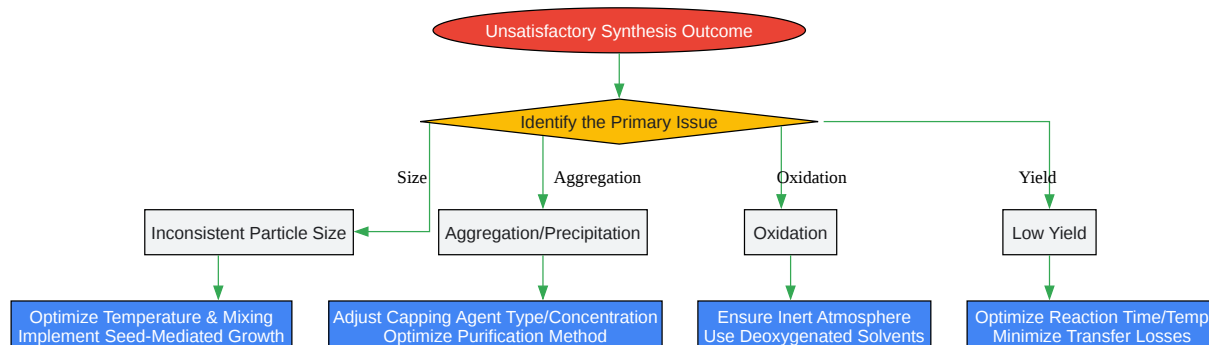 Unsatisfactory Synthesis Outcome
Identify the Primary Issue
Size
Aggregation
Oxidation
Yield
Inconsistent Particle Size
Aggregation/Precipitation
Oxidation
Low Yield
Optimize Temperature & Mixing
Implement Seed-Mediated Growth
Adjust Capping Agent Type/Concentration
Optimize Purification Method
Ensure Inert Atmosphere
Use Deoxygenated Solvents
Optimize Reaction Time/Temp
Minimize Transfer Losses